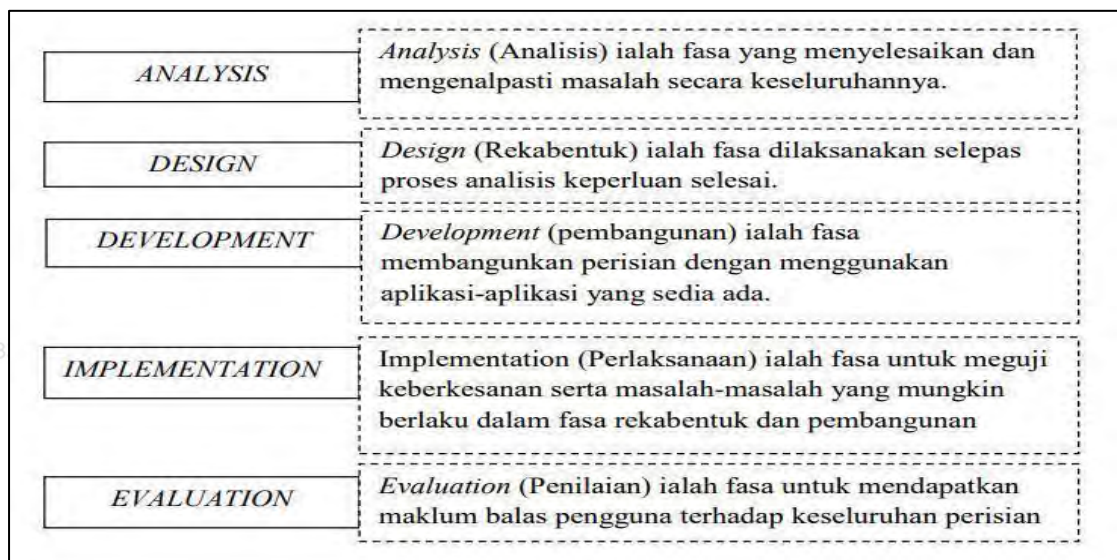 ANALYSIS
Analysis (Analisis) ialah fasa yang menyelesaikan dan
mengenalpasti masalah secara keseluruhannya.
DESIGN
Design (Rekabentuk) ialah fasa dilaksanakan selepas
proses analisis keperluan selesai.
DEVELOPMENT
Development (pembangunan) ialah fasa
membangunkan perisian dengan menggunakan
aplikasi-aplikasi yang sedia ada.
IMPLEMENTATION
Implementation (Perlaksanaan) ialah fasa untuk meguji
keberkesanan serta masalah-masalah yang mungkin
berlaku dalam fasa rekabentuk dan pembangunan
EVALUATION
Evaluation (Penilaian) ialah fasa untuk mendapatkan
maklum balas pengguna terhadap keseluruhan perisian